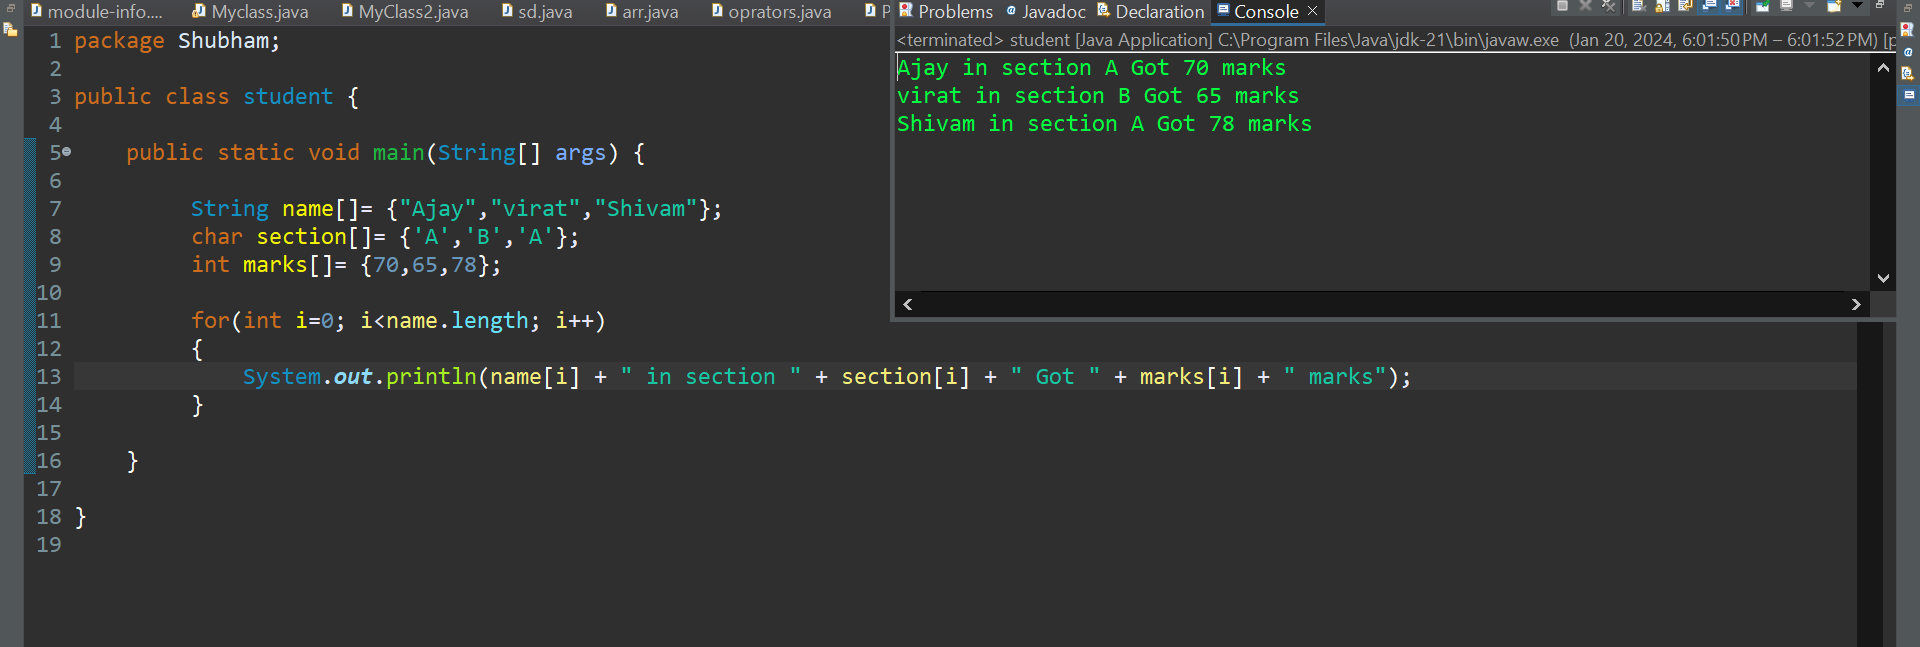 module-info....
Myclass.java
MyClass2.java
sd.java
arr.java
oprators.java
P
Problems
Javadoc
Declaration
Console
<terminated> student [Java Application] C:\Program Files\Java\jdk-21\bin\javaw.exe (Jan 20, 2024, 6:01:50 PM – 6:01:52 PM) [p
Ajay in section A Got 70 marks
virat in section B Got 65 marks
Shivam in section A Got 78 marks
1 package Shubham;
2
3 public class student {
4
5 public static void main(String[] args) {
6
7 String name[]= {"Ajay","virat","Shivam"};
8 char section[]= {'A','B','A'};
9 int marks[]= {70,65,78};
10
11 for(int i=0; i<name.length; i++)
12 {
13 System.out.println(name[i] + " in section " + section[i] + " Got " + marks[i] + " marks");
14 }
15
16 }
17
18 }
19